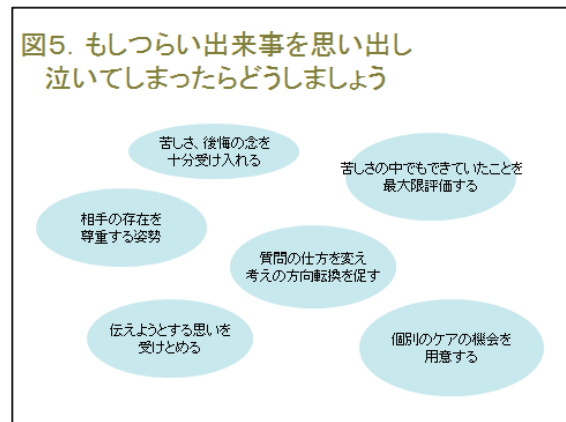 図5．もしつらい出来事を思い出し
泣いてしまったらどうしましょう
苦しさ、後悔の念を
十分受け入れる
苦しさの中でもできていたことを
最大限評価する
相手の存在を
尊重する姿勢
質問の仕方を変え
考えの方向転換を促す
伝えようとする思いを
受けとめる
個別のケアの機会を
用意する